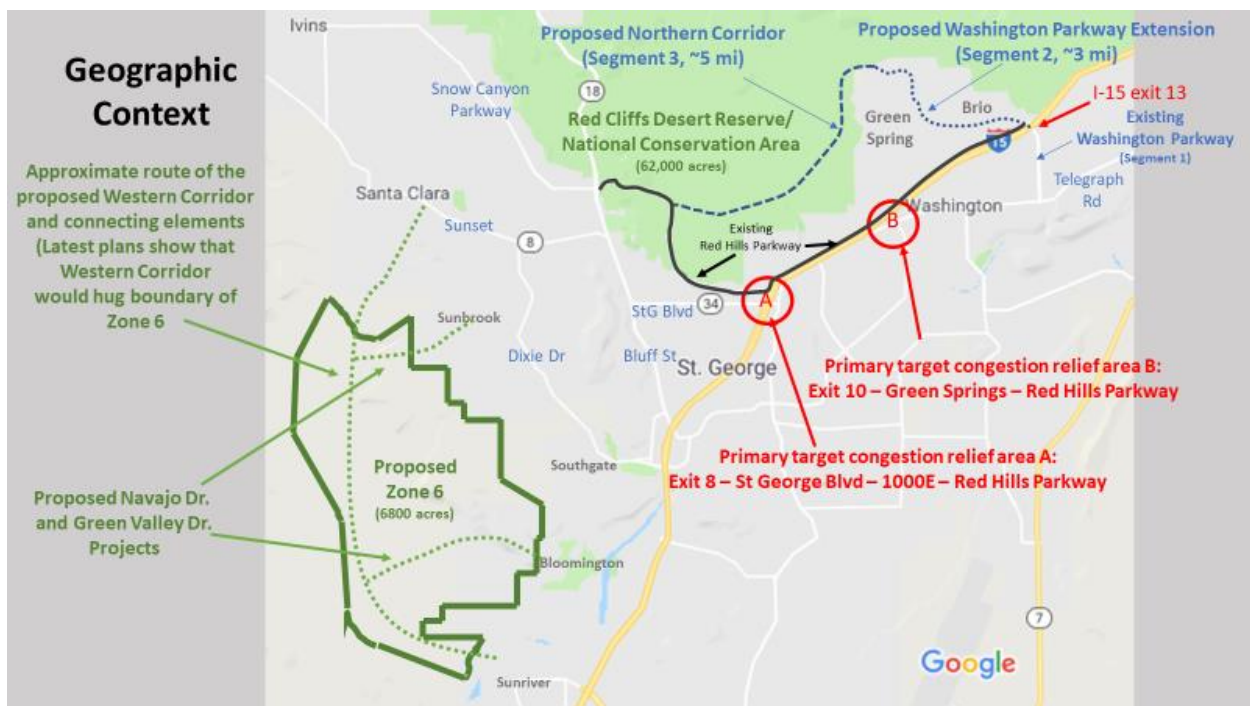 Geographic
Context
Approximate route of the
proposed Western Corridor
and connecting elements
(Latest plans show that
Western Corridor
would hug boundary of
Zone 6
Proposed Navajo Dr.
and Green Valley Dr.
Projects
Ivins
Proposed Northern Corridor
(Segment 3, ~5 mi)
Proposed Washington Parkway Extension
(Segment 2, ~3 mi)
Snow Canyon
Parkway
18
Red Cliffs Desert Reserve/
National Conservation Area
(62,000 acres)
Green
Spring
Brio
I-15 exit 13
15
Existing
Washington Parkway
(Segment 1)
Telegraph
Rd
Santa Clara
Sunset
8
Existing
Red Hills Parkway
Washington
B
A
StG Blvd
34
Sunbrook
Dixie Dr
Bluff St
St. George
Primary target congestion relief area B:
Exit 10 – Green Springs – Red Hills Parkway
Primary target congestion relief area A:
Exit 8 – St George Blvd – 1000E – Red Hills Parkway
Proposed
Zone 6
(6800 acres)
Southgate
Bloomington
7
Sunriver
Google